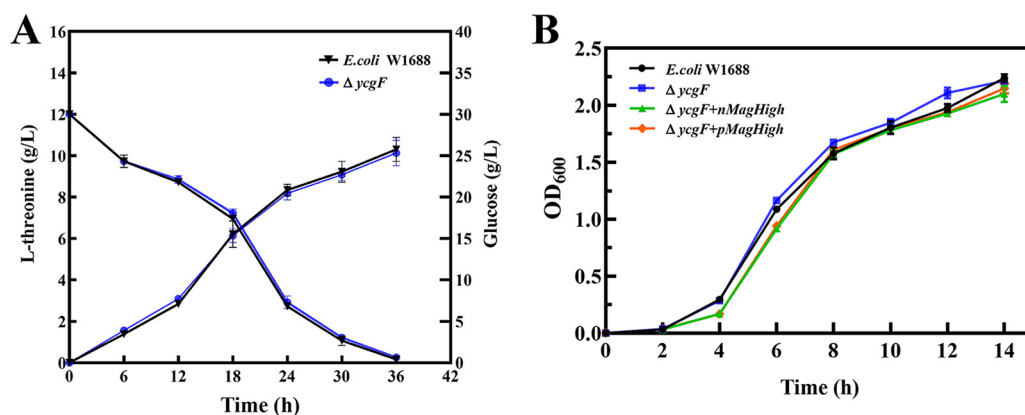 A
L-threonine (g/L)
16
14
12
10
8
6
4
2
0
E.coli W1688
Δ ycgF
40
35
30
25
20
15
10
5
0
Glucose (g/L)
0 6 12 18 24 30 36 42
Time (h)
B
OD600
2.5
2.0
1.5
1.0
0.5
0.0
E.coli W1688
Δ ycgF
Δ ycgF+nMagHigh
Δ ycgF+pMagHigh
0 2 4 6 8 10 12 14
Time (h)